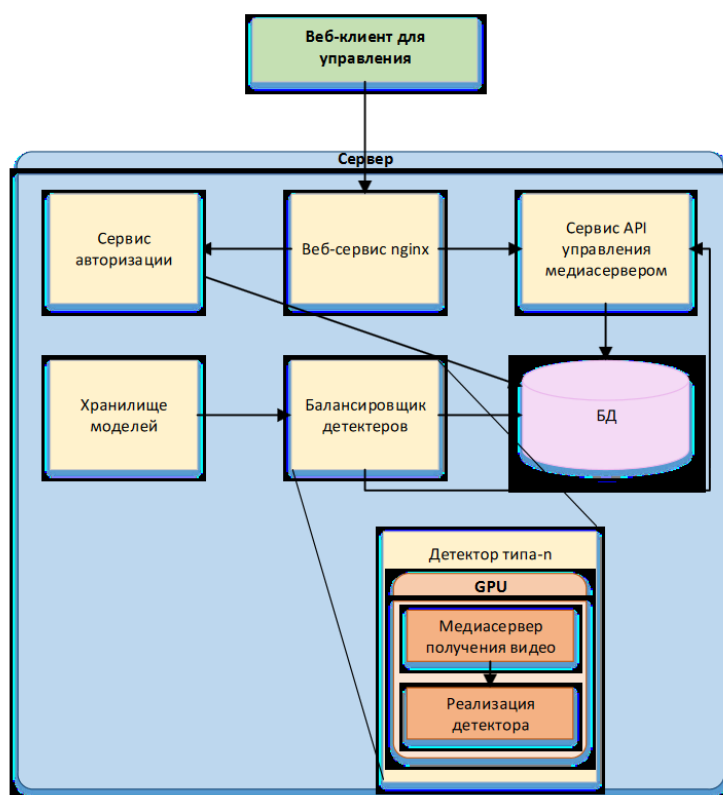 Веб-клиент для
управления
Сервер
Сервис
авторизации
Веб-сервис nginx
Сервис API
управления
медиасервером
Хранилище
моделей
Балансировщик
детектеров
БД
Детектор типа-n
GPU
Медиасервер
получения видео
Реализация
детектора